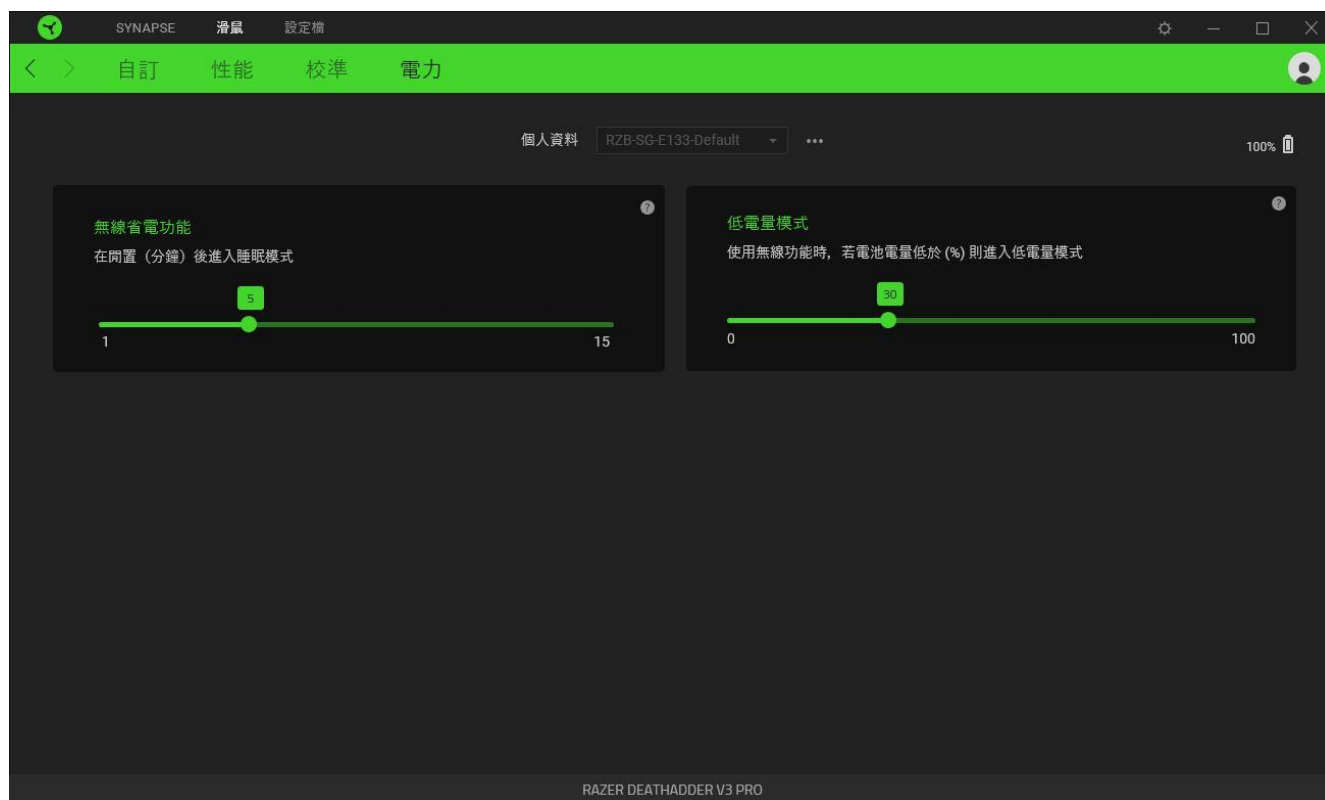 SYNAPSE 滑鼠 設定檔
自訂 性能 校準 電力
個人資料 RZB-SG-E133-Default
100%
無線省電功能
在閒置（分鐘）後進入睡眠模式
5
1 15
低電量模式
使用無線功能時，若電池電量低於 (%) 則進入低電量模式
30
0 100
RAZER DEATHADDER V3 PRO